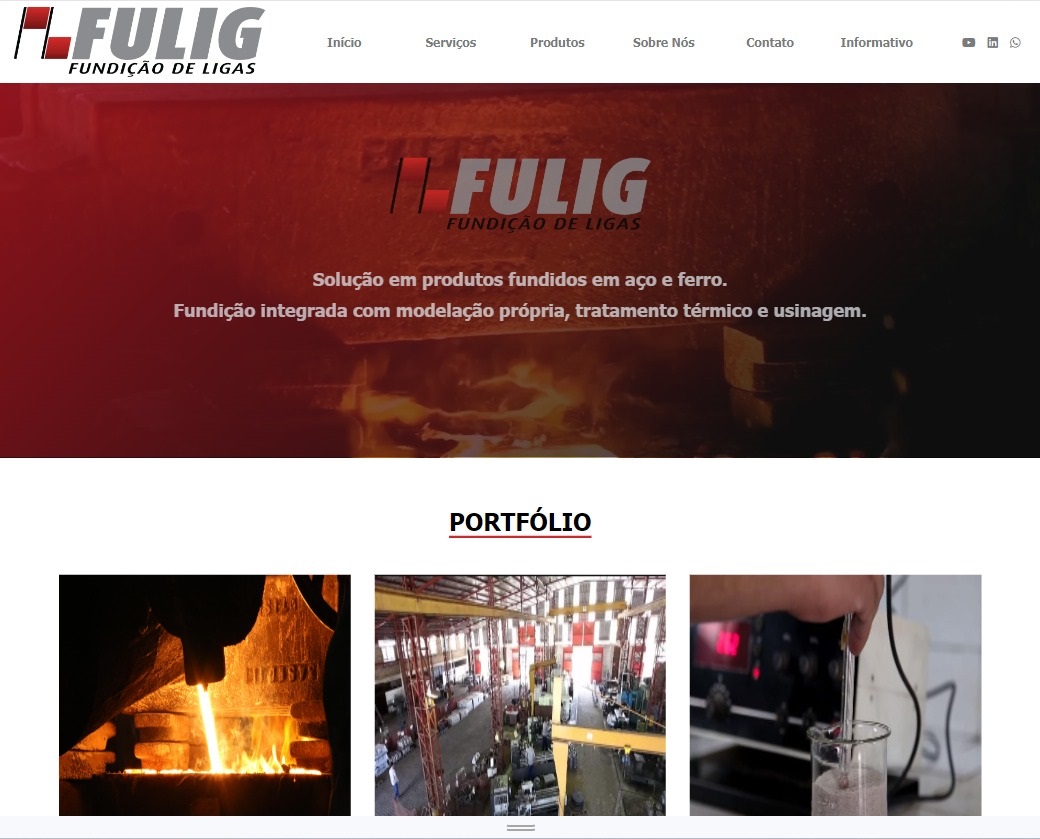 FULIG
FUNDIÇÃO DE LIGAS
Início Serviços Produtos Sobre Nós Contato Informativo
FULIG
FUNDIÇÃO DE LIGAS
Solução em produtos fundidos em aço e ferro.
Fundição integrada com modelação própria, tratamento térmico e usinagem.
PORTFÓLIO